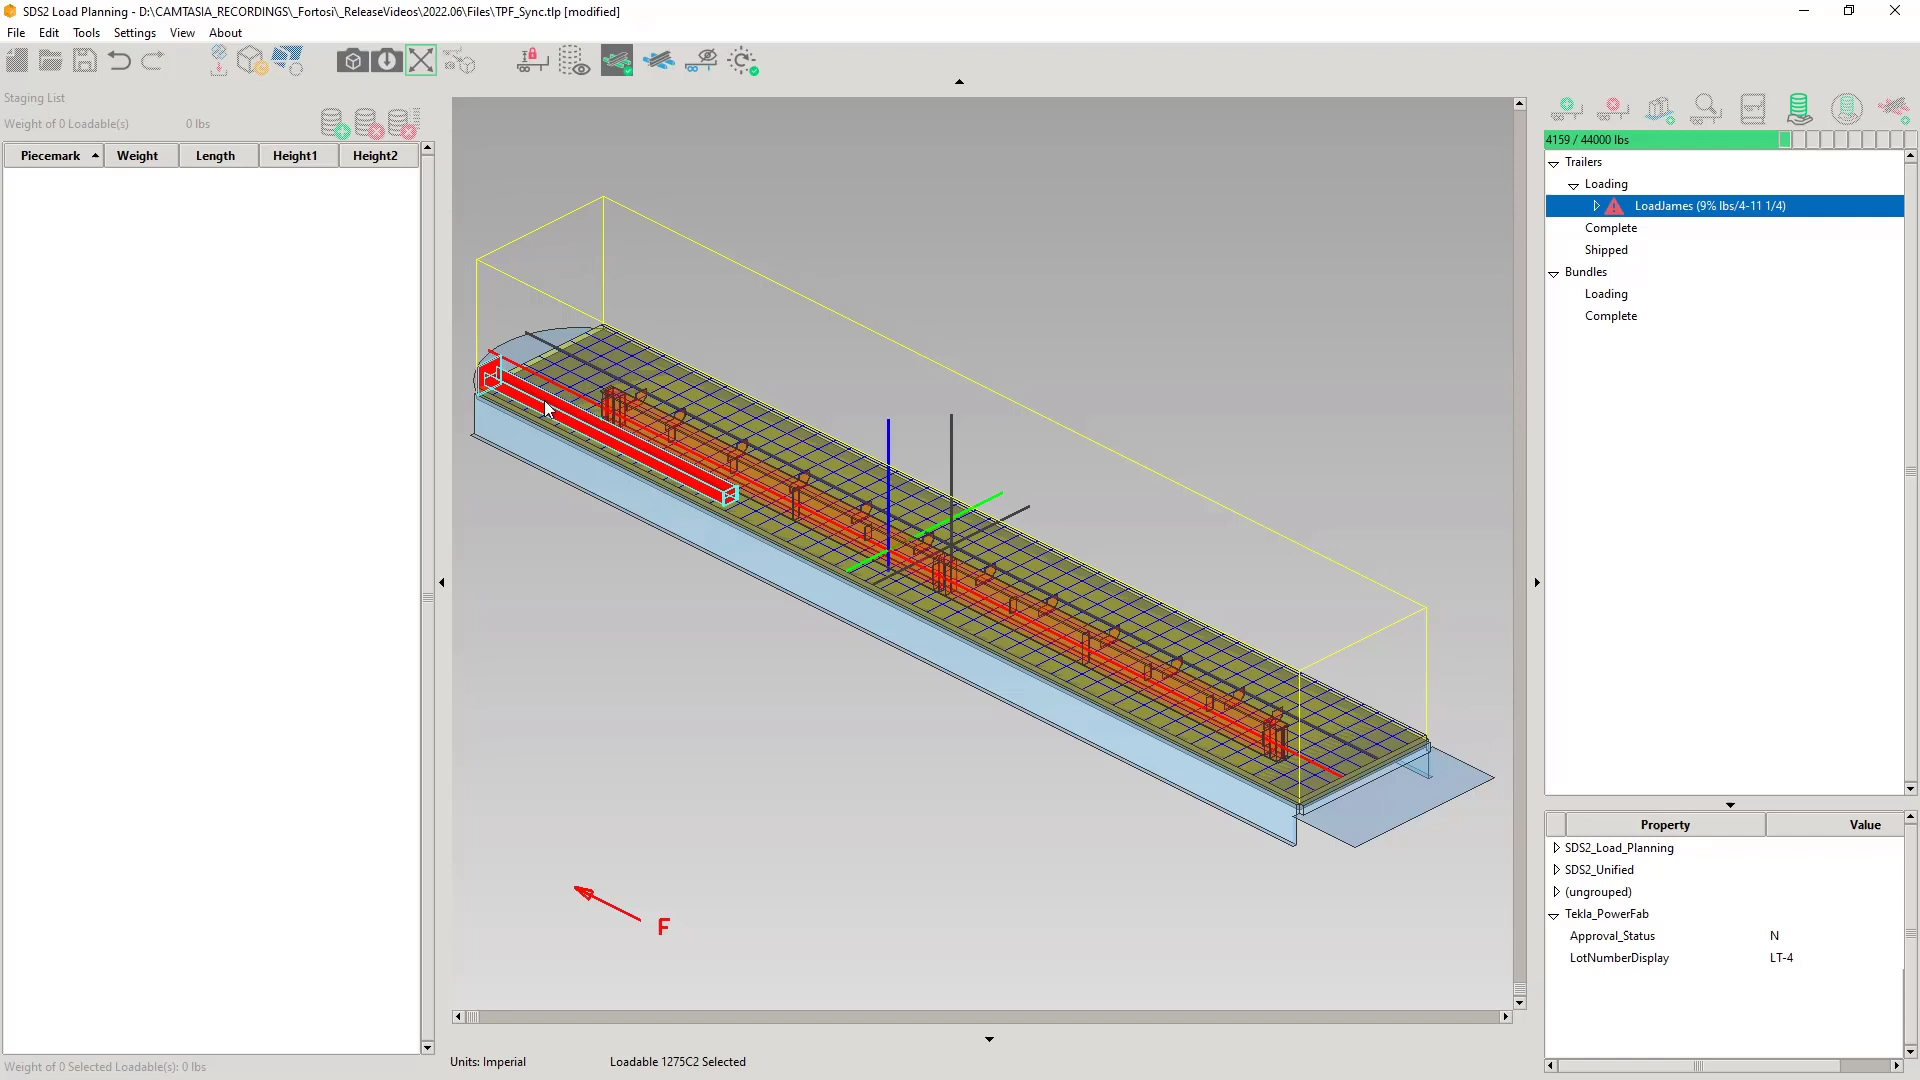 SDS2 Load Planning - D:\CAMTASIA_RECORDINGS\_Fortosi\_ReleaseVideos\2022.06\Files\TPF_Sync.tlp [modified]
File Edit Tools Settings View About
Staging List
Weight of 0 Loadable(s) 0 lbs
Piecemark Weight Length Height1 Height2
4159 / 44000 lbs
Trailers
Loading
LoadJames (9% lbs/4-11 1/4)
Complete
Shipped
Bundles
Loading
Complete
F
Property Value
SDS2_Load_Planning
SDS2_Unified
(ungrouped)
Tekla_PowerFab
Approval_Status N
LotNumberDisplay LT-4
Weight of 0 Selected Loadable(s): 0 lbs
Units: Imperial Loadable 1275C2 Selected